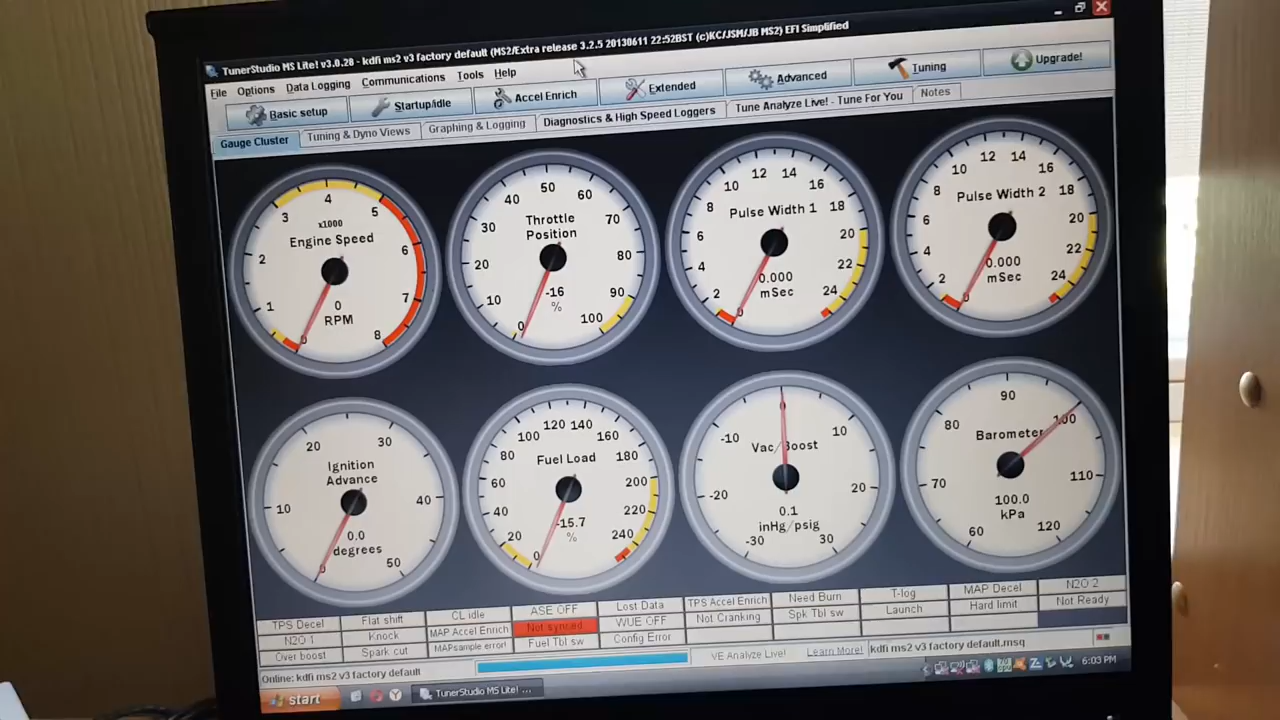 TunerStudio MS Lite! v3.0.28 - kdfi ms2 v3 factory default (MS2/Extra release 3.2.5 20130611 22:52BST (c)KC/JSM/JB MS2) EFI Simplified
File Options Data Logging Communications Tools Help
Basic setup Startup/idle Accel Enrich Extended Advanced Tuning Upgrade!
Gauge Cluster Tuning & Dyno Views Graphing & Logging Diagnostics & High Speed Loggers Tune Analyze Live! - Tune For You Notes
0 1 2 3 4 5 6 7 8
x1000
Engine Speed
0
RPM
0 10 20 30 40 50 60 70 80 90 100
Throttle
Position
-16
%
0 2 4 6 8 10 12 14 16 18 20 22 24
Pulse Width 1
0.000
mSec
0 2 4 6 8 10 12 14 16 18 20 22 24
Pulse Width 2
0.000
mSec
0 10 20 30 40 50
Ignition
Advance
0.0
degrees
0 20 40 60 80 100 120 140 160 180 200 220 240
Fuel Load
-15.7
%
-30 -20 -10 0 10 20 30
Vac/Boost
0.1
inHg/psig
60 70 80 90 100 110 120
Barometer
100.0
kPa
TPS Decel Flat shift CL idle ASE OFF Lost Data TPS Accel Enrich Need Burn T-log MAP Decel N2O 2
N2O 1 Knock MAP Accel Enrich Not synced WUE OFF Not Cranking Spk Tbl sw Launch Hard limit Not Ready
Over boost Spark cut MAPsample error! Fuel Tbl sw Config Error
Online: kdfi ms2 v3 factory default VE Analyze Live! Learn More! kdfi ms2 v3 factory default.msq
start TunerStudio MS Lite! ... 6:03 PM